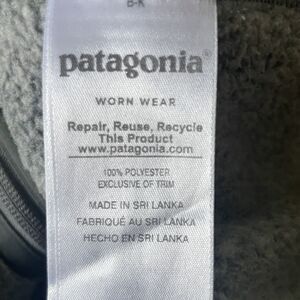 B-K
patagonia®
WORN WEAR
Repair, Reuse, Recycle
This Product
www.patagonia.com
100% POLYESTER
EXCLUSIVE OF TRIM
MADE IN SRI LANKA
FABRIQUÉ AU SRI LANKA
HECHO EN SRI LANKA